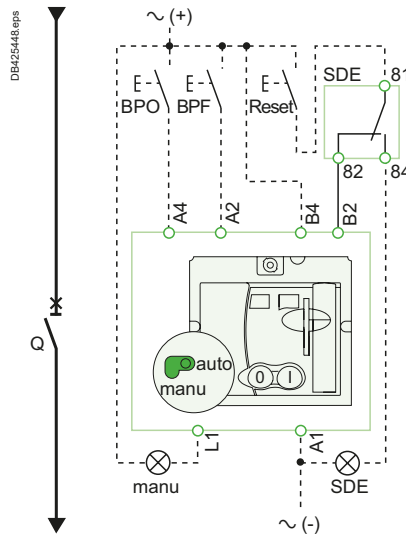 DB425448.eps
(+)
BPO
BPF
Reset
SDE
81
82
84
A4
A2
B4
B2
Q
auto
manu
0
I
L1
A1
manu
SDE
(-)